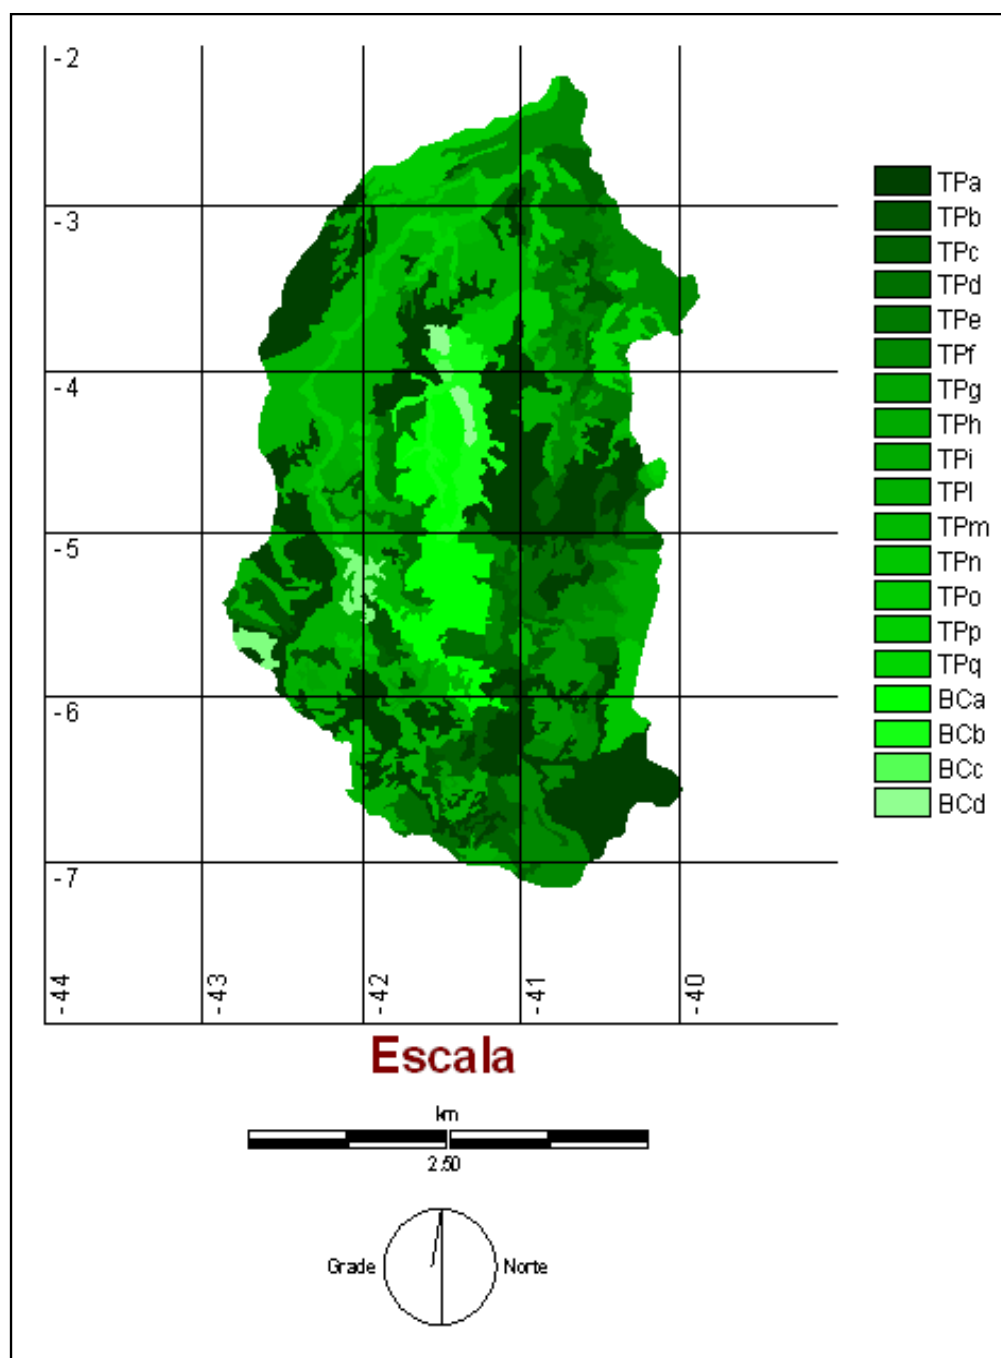 -2
-3
-4
-5
-6
-7
-44
-43
-42
-41
-40
TPa
TPb
TPc
TPd
TPe
TPf
TPg
TPh
TPi
TPl
TPm
TPn
TPo
TPp
TPq
BCa
BCb
BCc
BCd
Escala
km
2.50
Grade Norte